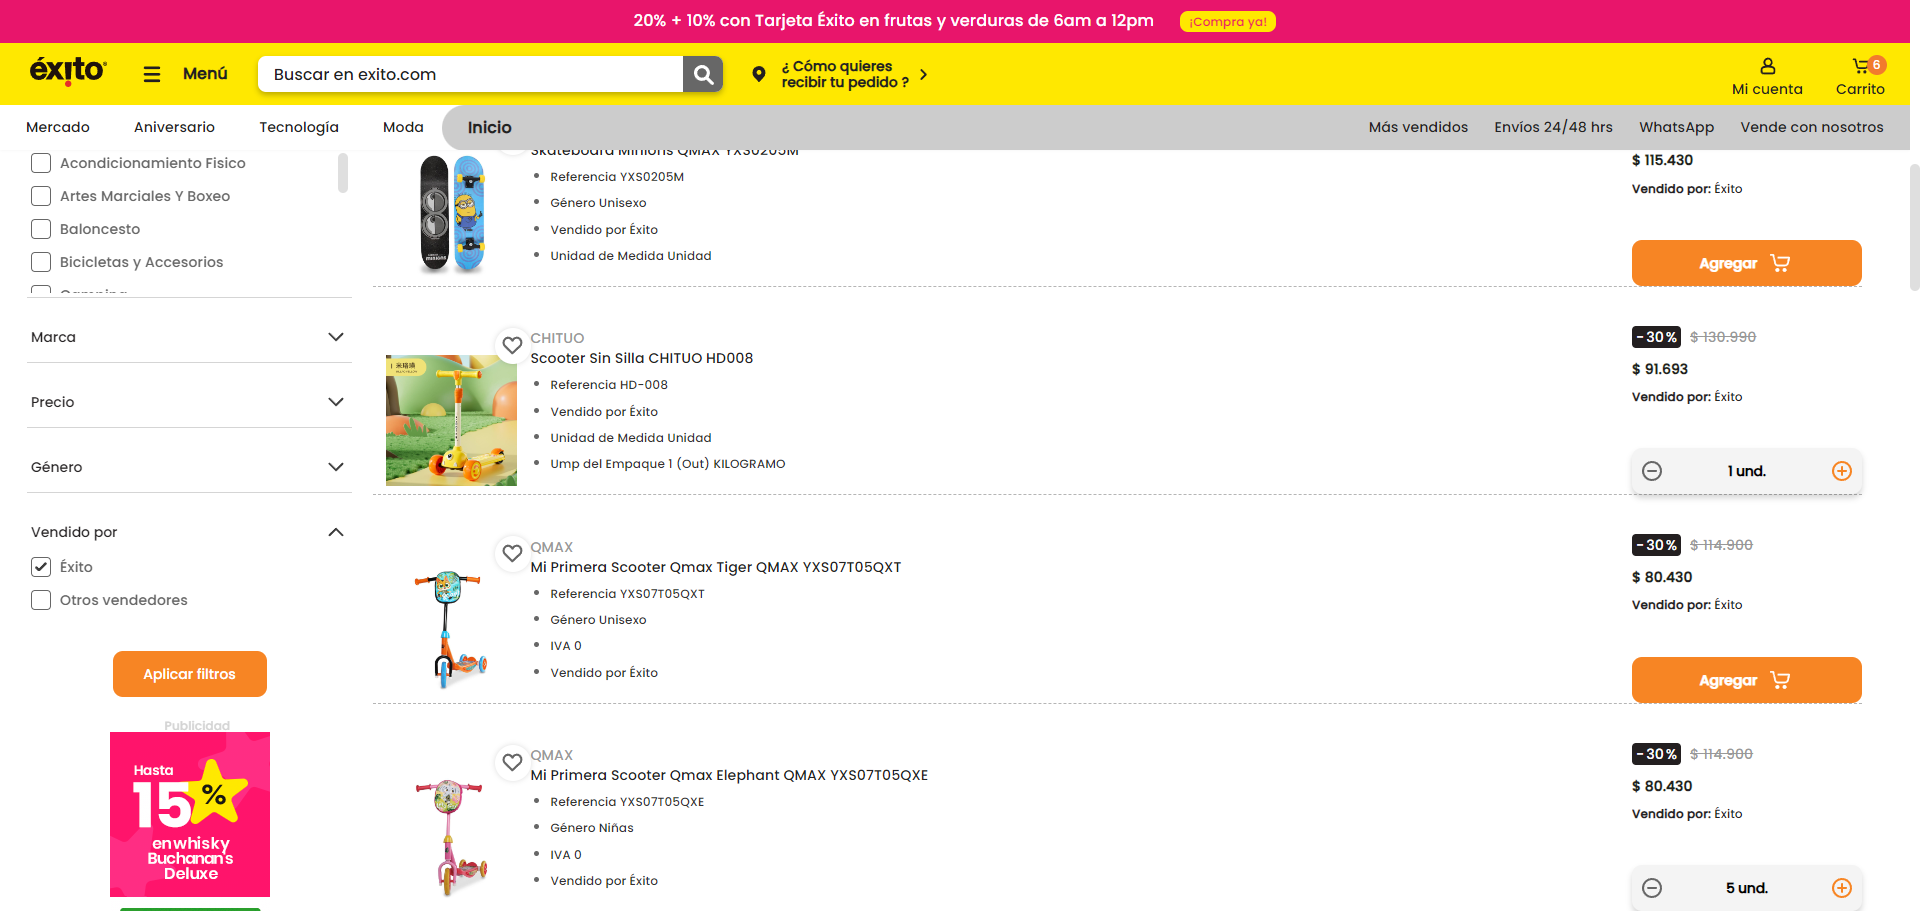 20% + 10% con Tarjeta Éxito en frutas y verduras de 6am a 12pm
¡Compra ya!
éxito
Menú
Buscar en exito.com
¿ Cómo quieres
recibir tu pedido ?
Mi cuenta
6
Carrito
Mercado
Aniversario
Tecnología
Moda
Inicio
Más vendidos
Envíos 24/48 hrs
WhatsApp
Vende con nosotros
Acondicionamiento Fisico
Artes Marciales Y Boxeo
Baloncesto
Bicicletas y Accesorios
Camping
Marca
Precio
Género
Vendido por
Éxito
Otros vendedores
Aplicar filtros
Publicidad
Hasta
15%
en whisky
Buchanan's
Deluxe
Skateboard Minions QMAX YXS0205M
Referencia YXS0205M
Género Unisexo
Vendido por Éxito
Unidad de Medida Unidad
$ 115.430
Vendido por: Éxito
Agregar
CHITUO
Scooter Sin Silla CHITUO HD008
Referencia HD-008
Vendido por Éxito
Unidad de Medida Unidad
Ump del Empaque 1 (Out) KILOGRAMO
-30%
$ 130.990
$ 91.693
Vendido por: Éxito
1 und.
QMAX
Mi Primera Scooter Qmax Tiger QMAX YXS07T05QXT
Referencia YXS07T05QXT
Género Unisexo
IVA 0
Vendido por Éxito
-30%
$ 114.900
$ 80.430
Vendido por: Éxito
Agregar
QMAX
Mi Primera Scooter Qmax Elephant QMAX YXS07T05QXE
Referencia YXS07T05QXE
Género Niñas
IVA 0
Vendido por Éxito
-30%
$ 114.900
$ 80.430
Vendido por: Éxito
5 und.